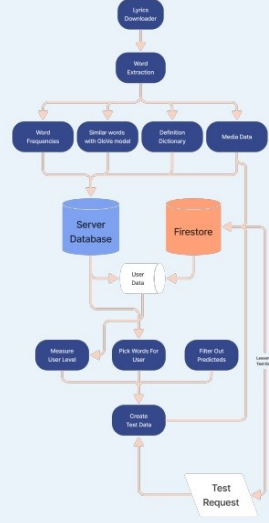 Lyrics
Downloader
Word
Extraction
Word
Frequencies
Similar words
with GloVe model
Definition
Dictionary
Media Data
Server
Database
Firestore
User
Data
Measure
User Level
Pick Words For
User
Filter Out
Predicteds
Create
Test Data
Test
Request